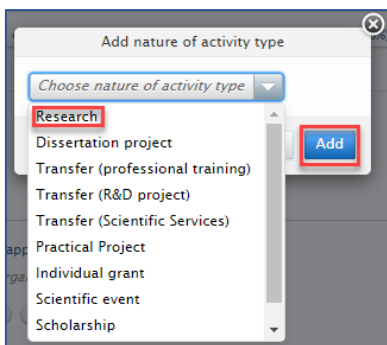 Add nature of activity type
Choose nature of activity type
Research
Dissertation project
Transfer (professional training)
Transfer (R&D project)
Add
Transfer (Scientific Services)
Practical Project
Individual grant
Scientific event
Scholarship